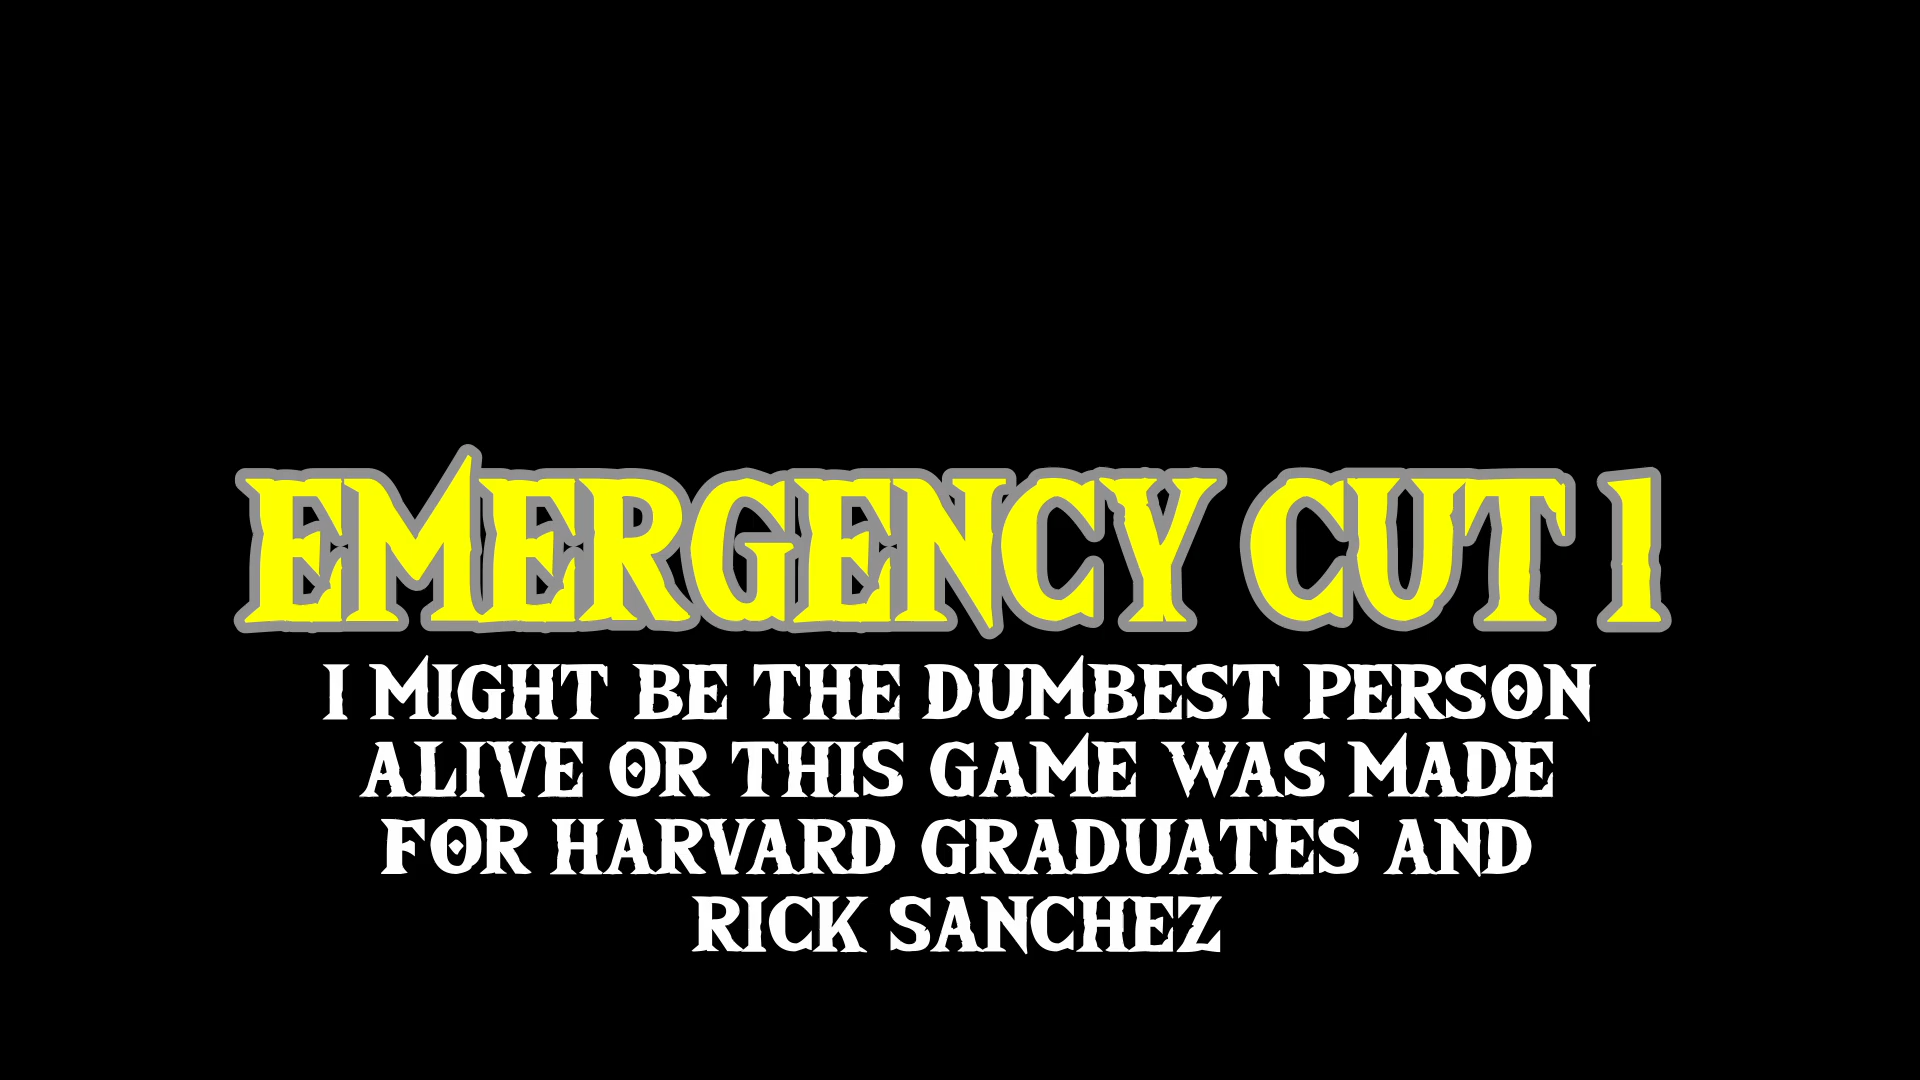 EMERGENCY CUT 1
I MIGHT BE THE DUMBEST PERSON
ALIVE OR THIS GAME WAS MADE
FOR HARVARD GRADUATES AND
RICK SANCHEZ